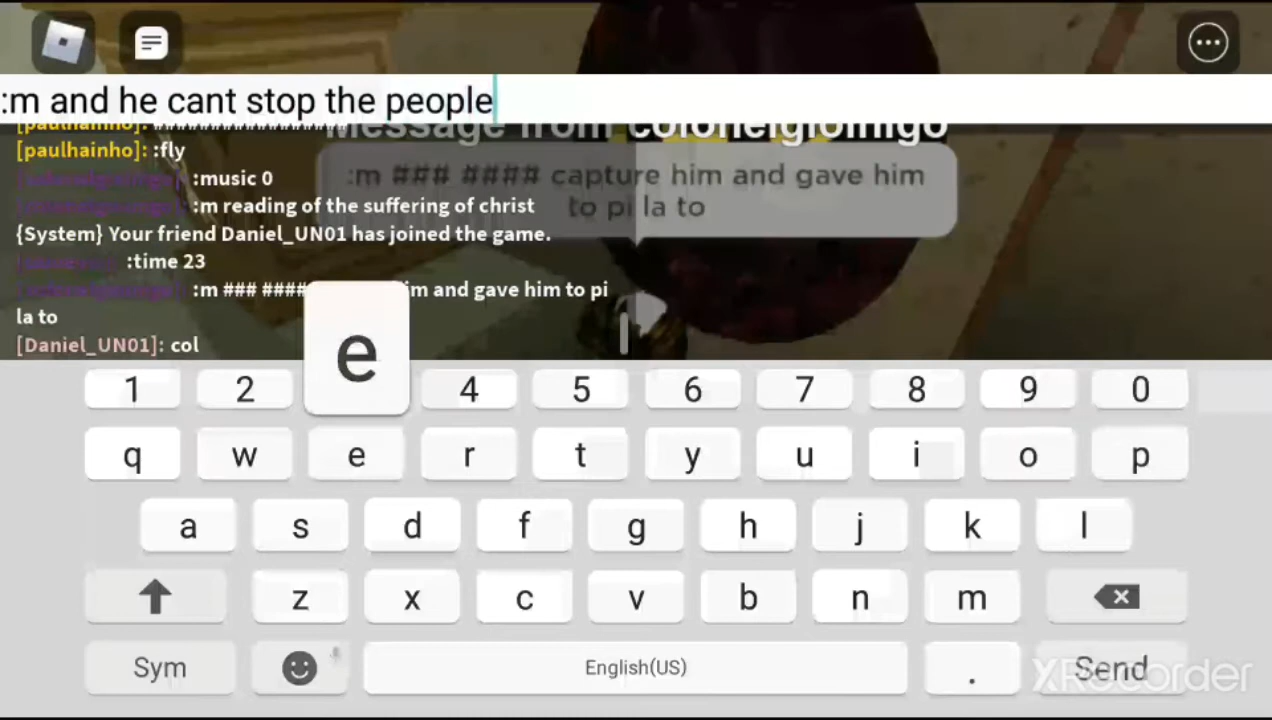 :m and he cant stop the people
Message from colonelgiomigo
:m ### #### capture him and gave him
to pi la to
[paulhainho]: :fly
:music 0
:m reading of the suffering of christ
{System} Your friend Daniel_UN01 has joined the game.
:time 23
:m ### #### im and gave him to pi
la to
[Daniel_UN01]: col
e
1 2 4 5 6 7 8 9 0
q w e r t y u i o p
a s d f g h j k l
z x c v b n m
Sym English(US) . Send
XRecorder